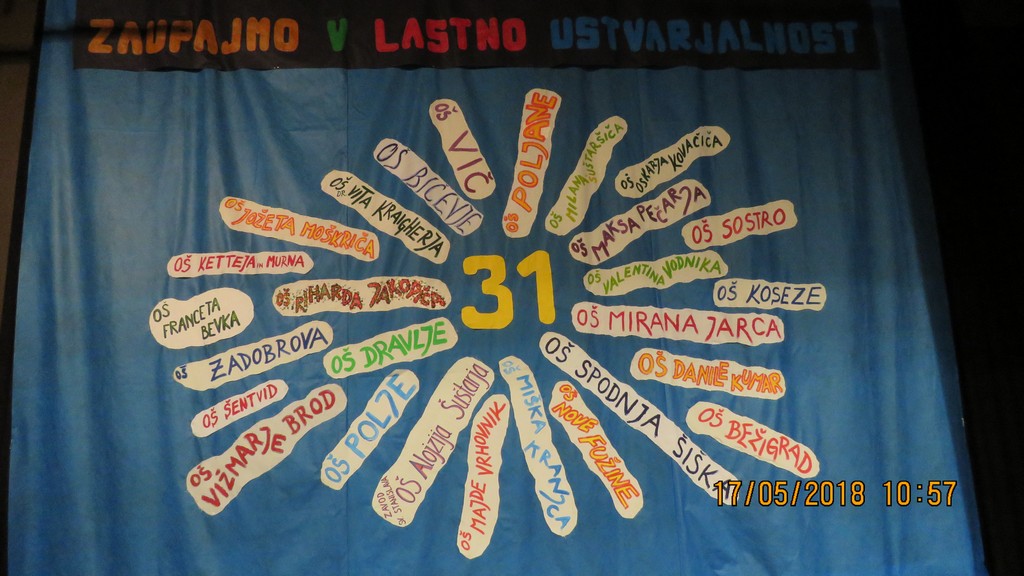 ZAUPAJMO V LASTNO USTVARJALNOST
OŠ VIČ
OŠ POLJANE
OŠ MILANA
ŠUŠTARŠIČA
OŠ
OSKARJA KOVAČIČA
OŠ BIČEVJE
OŠ
DR. VITA KRAIGHERJA
OŠ
MAKSA PEČARJA
OŠ JOŽETA MOŠKRIČA
OŠ SOSTRO
OŠ KETTEJA IN MURNA
OŠ
VALENTINA VODNIKA
OŠ RIHARDA JAKOPIČA
31
OŠ KOSEZE
OŠ
FRANCETA
BEVKA
OŠ MIRANA JARCA
OŠ ZADOBROVA
OŠ DRAVLJE
OŠ DANILE KUMAR
OŠ ŠENTVID
OŠ SPODNJA ŠIŠKA
OŠ
VIŽMARJE BROD
OŠ POLJE
ZAVOD
SV. STANISLAVA
OŠ Alojzija Šuštarja
OŠ MAJDE VRHOVNIK
OŠ
MIŠKA KRANJCA
OŠ
NOVE FUŽINE
OŠ BEŽIGRAD
17/05/2018 10:57